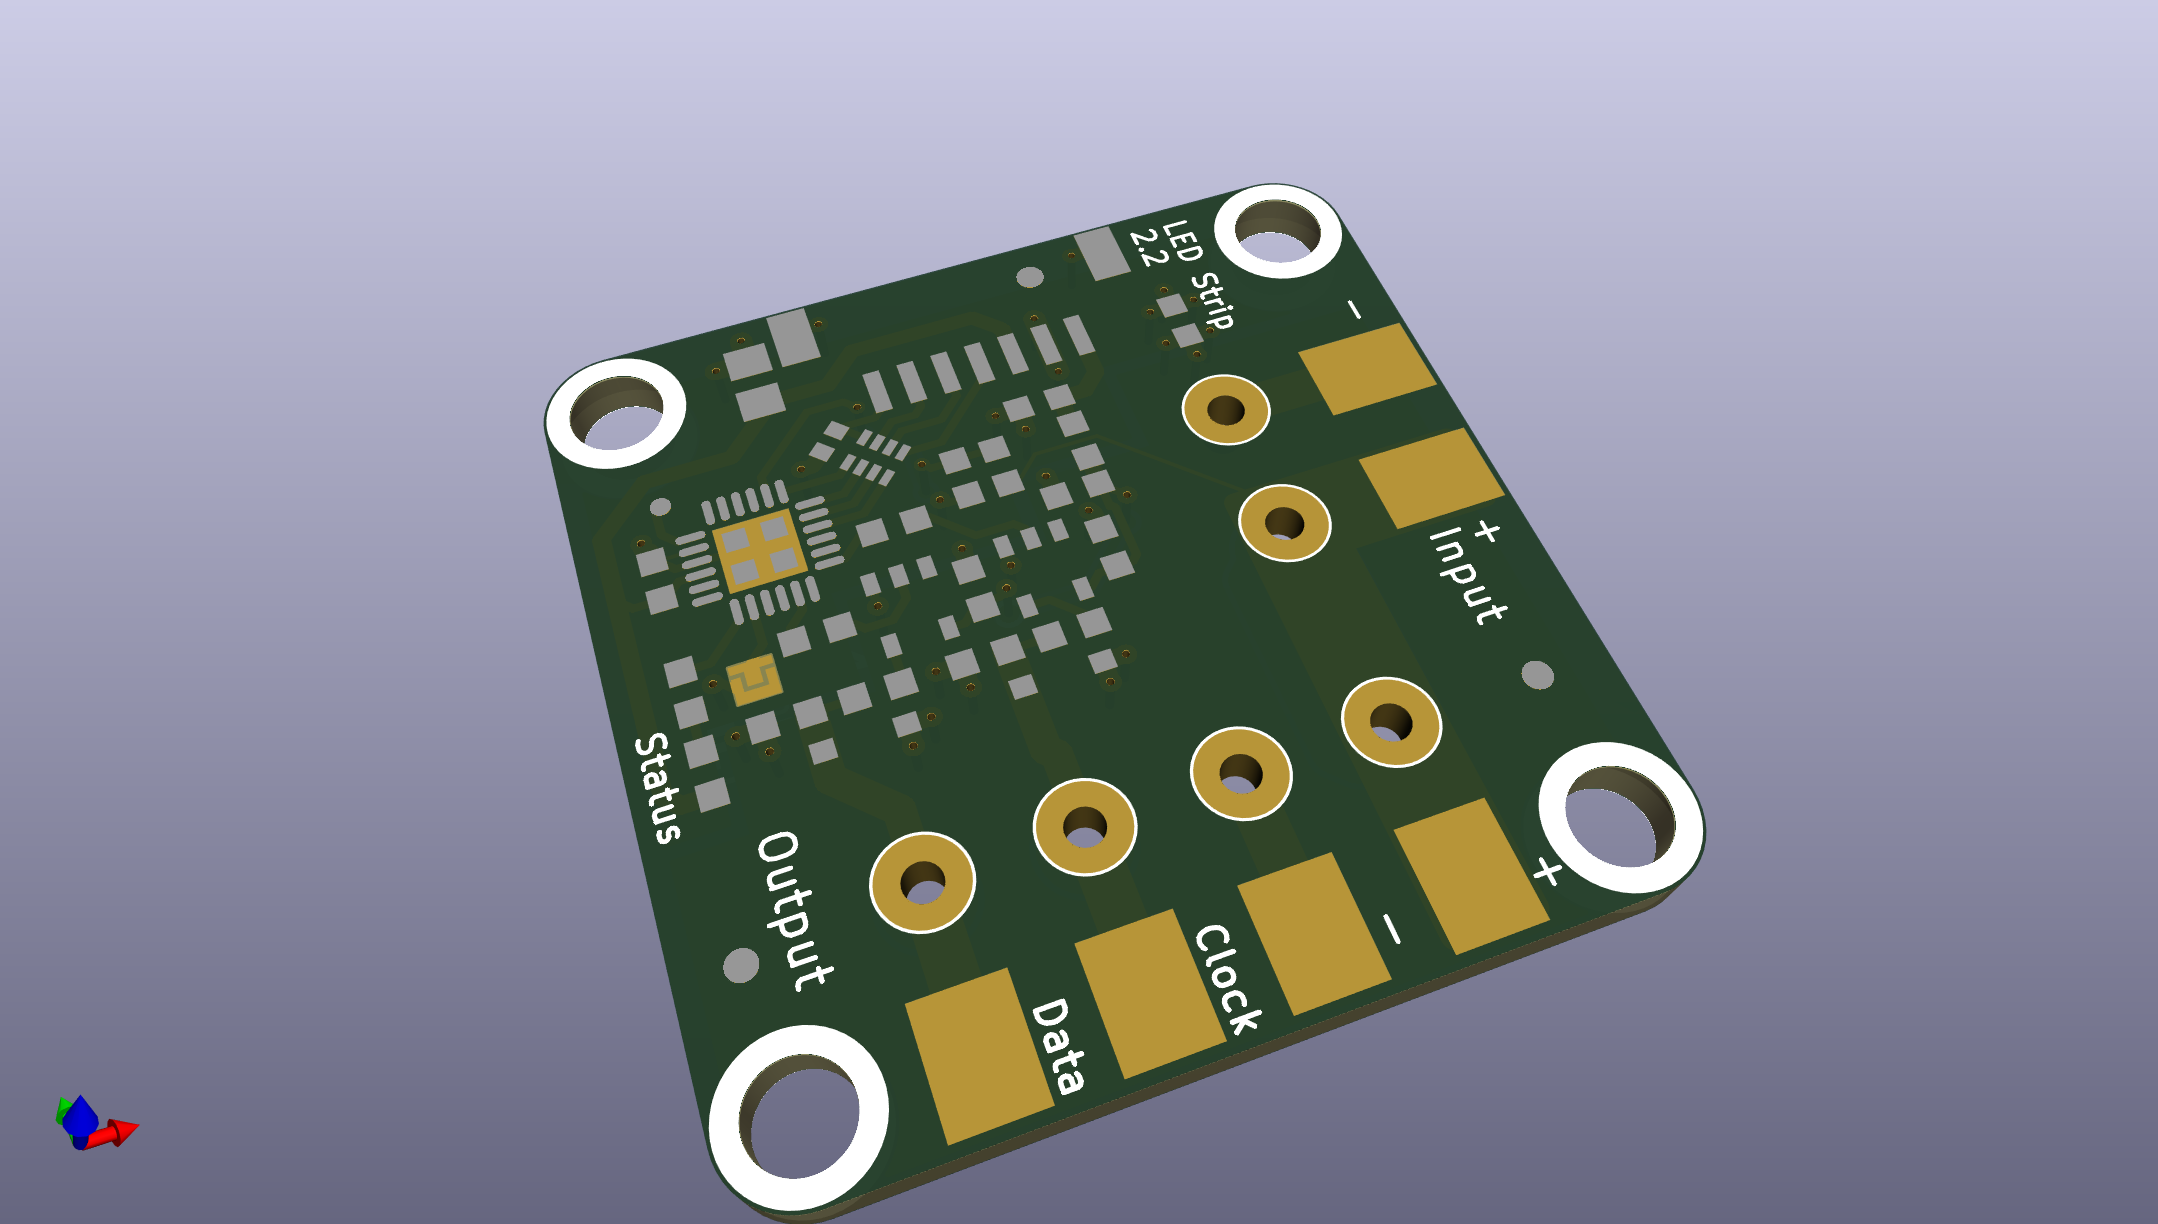 LED Strip
2.2
-
+
Input
Status
Output
Data
Clock
-
+